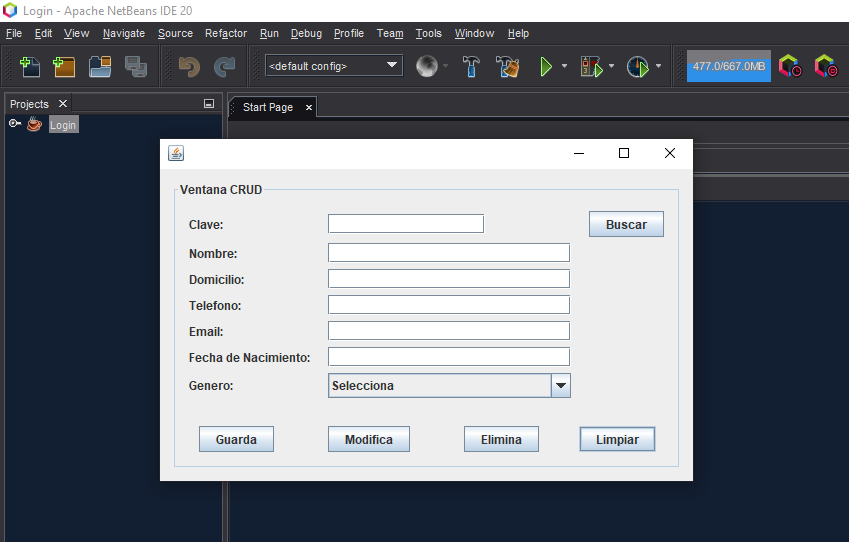 Login - Apache NetBeans IDE 20
File Edit View Navigate Source Refactor Run Debug Profile Team Tools Window Help
<default config>
477.0/667.0MB
Projects
Start Page
Login
Ventana CRUD
Clave:
Buscar
Nombre:
Domicilio:
Telefono:
Email:
Fecha de Nacimiento:
Genero:
Selecciona
Guarda Modifica Elimina Limpiar